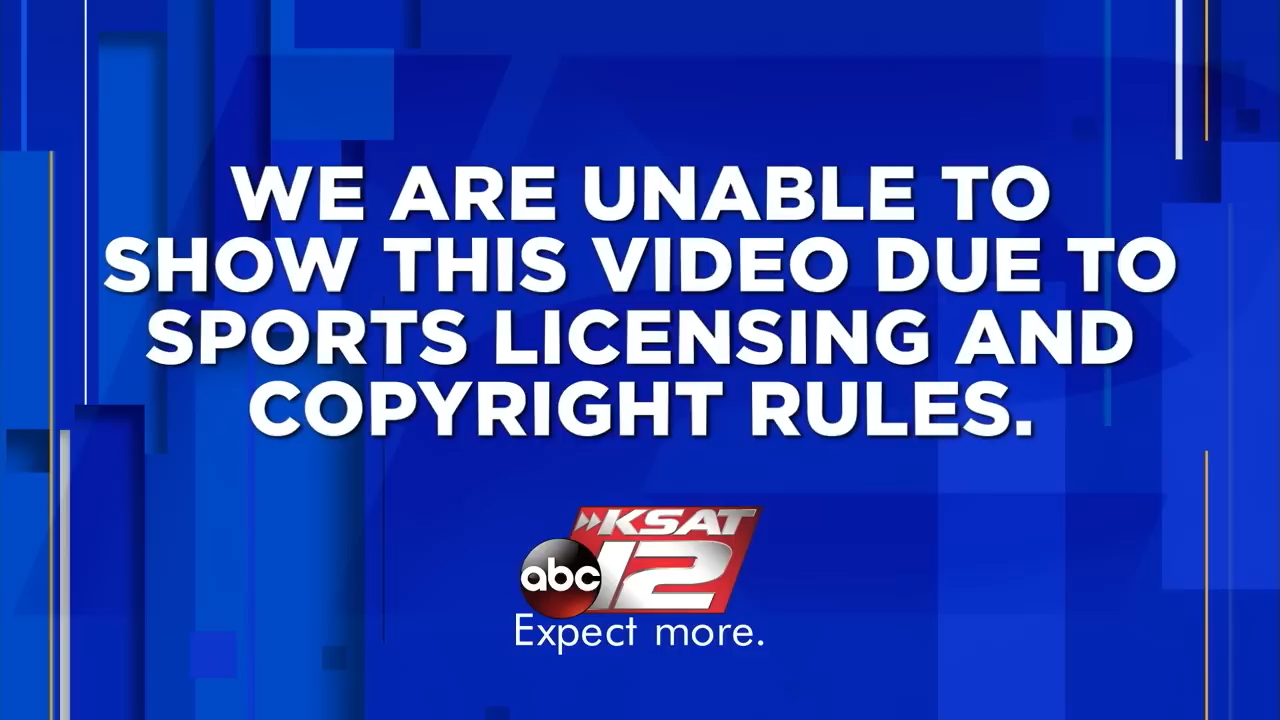 WE ARE UNABLE TO
SHOW THIS VIDEO DUE TO
SPORTS LICENSING AND
COPYRIGHT RULES.
KSAT
abc 12
Expect more.